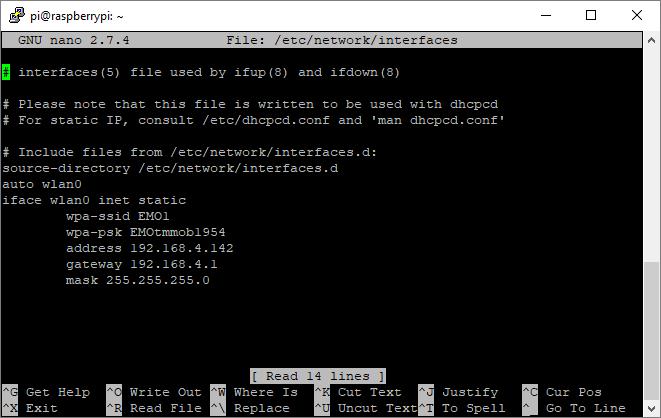 pi@raspberrypi: ~
GNU nano 2.7.4 File: /etc/network/interfaces
# interfaces(5) file used by ifup(8) and ifdown(8)
# Please note that this file is written to be used with dhcpcd
# For static IP, consult /etc/dhcpcd.conf and 'man dhcpcd.conf'
# Include files from /etc/network/interfaces.d:
source-directory /etc/network/interfaces.d
auto wlan0
iface wlan0 inet static
wpa-ssid EMO1
wpa-psk EMOtmmob1954
address 192.168.4.142
gateway 192.168.4.1
mask 255.255.255.0
[ Read 14 lines ]
^G Get Help ^O Write Out ^W Where Is ^K Cut Text ^J Justify ^C Cur Pos
^X Exit ^R Read File ^\ Replace ^U Uncut Text ^T To Spell ^_ Go To Line